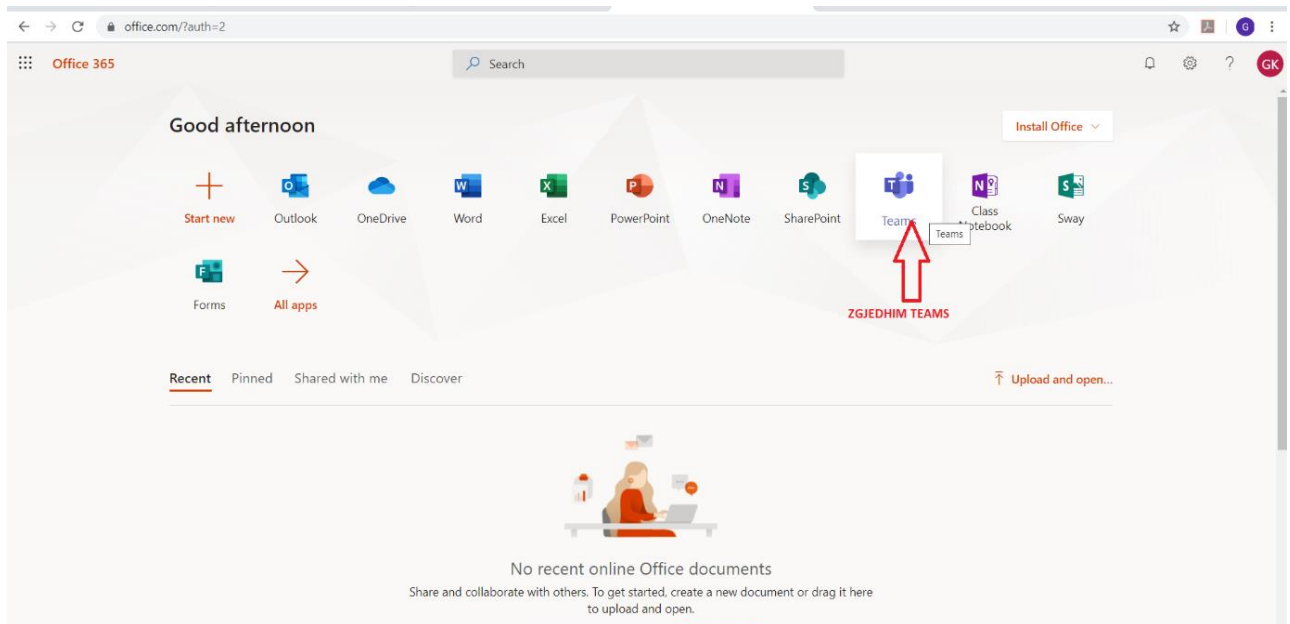 office.com/?auth=2
G
Office 365
Search
?
GK
Good afternoon
Install Office
Start new
Outlook
OneDrive
Word
Excel
PowerPoint
OneNote
SharePoint
Teams
Class
Notebook
Sway
Teams
Forms
All apps
ZGJEDHIM TEAMS
Recent Pinned Shared with me Discover
Upload and open...
No recent online Office documents
Share and collaborate with others. To get started, create a new document or drag it here
to upload and open.